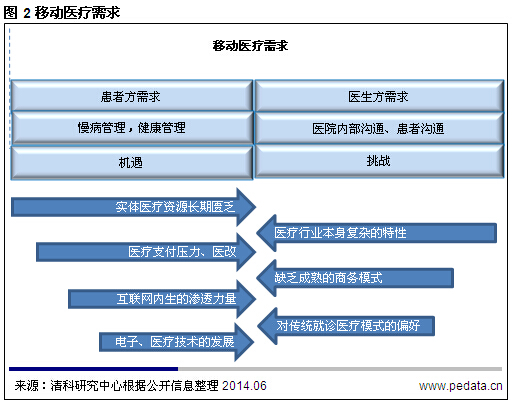 图 2 移动医疗需求
移动医疗需求
患者方需求
医生方需求
慢病管理，健康管理
医院内部沟通、患者沟通
机遇
挑战
实体医疗资源长期匮乏
医疗行业本身复杂的特性
医疗支付压力、医改
缺乏成熟的商务模式
互联网内生的渗透力量
对传统就诊医疗模式的偏好
电子、医疗技术的发展
来源：清科研究中心根据公开信息整理 2014.06
www.pedata.cn